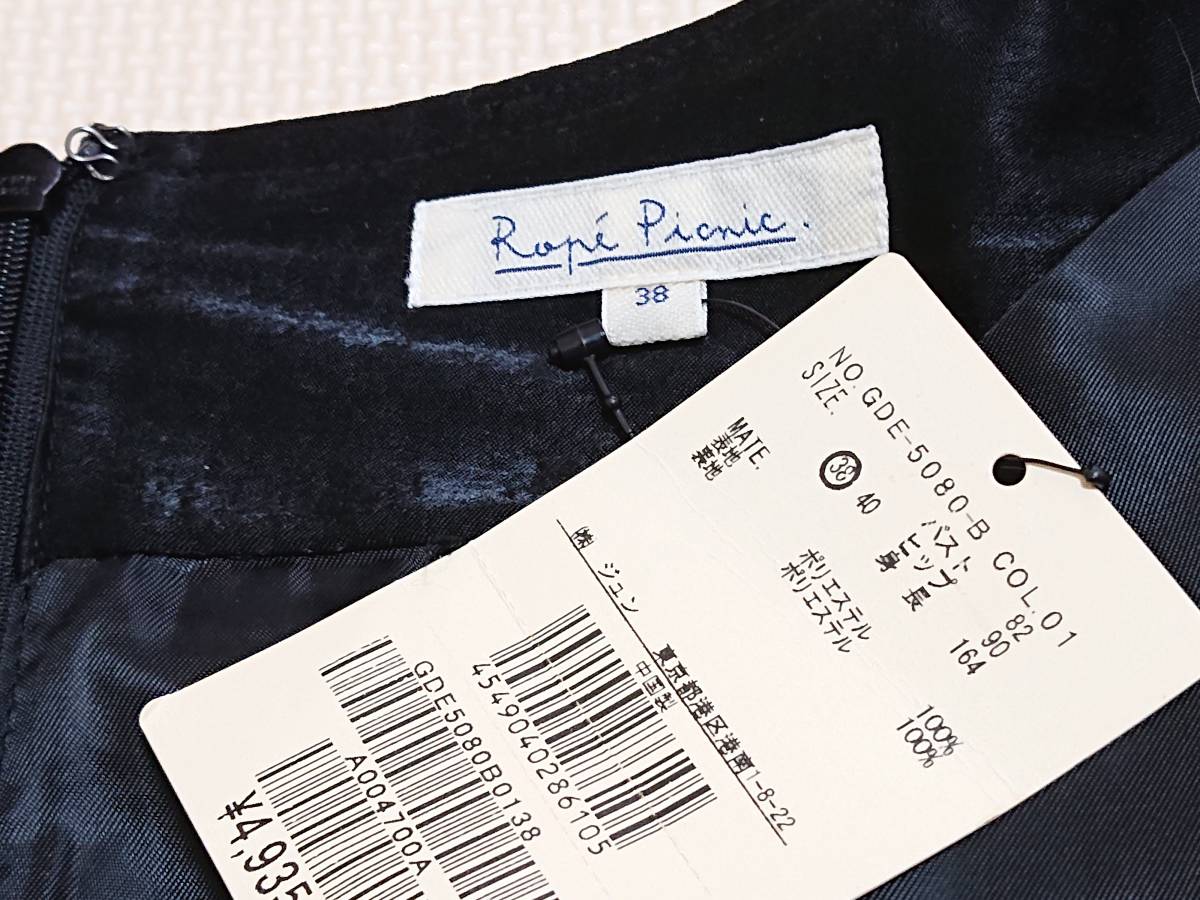 Ropé Picnic.
38
NO. GDE-5080-B COL. 01
SIZE. バスト 82
㊳ 40 ヒップ 90
身長 164
MATE.
表地 ポリエステル 100%
裏地 ポリエステル 100%
㈱ ジュン 東京都港区港南1-8-22
中国製
4549040286105
GDE5080B0138
A004700A
¥4,935